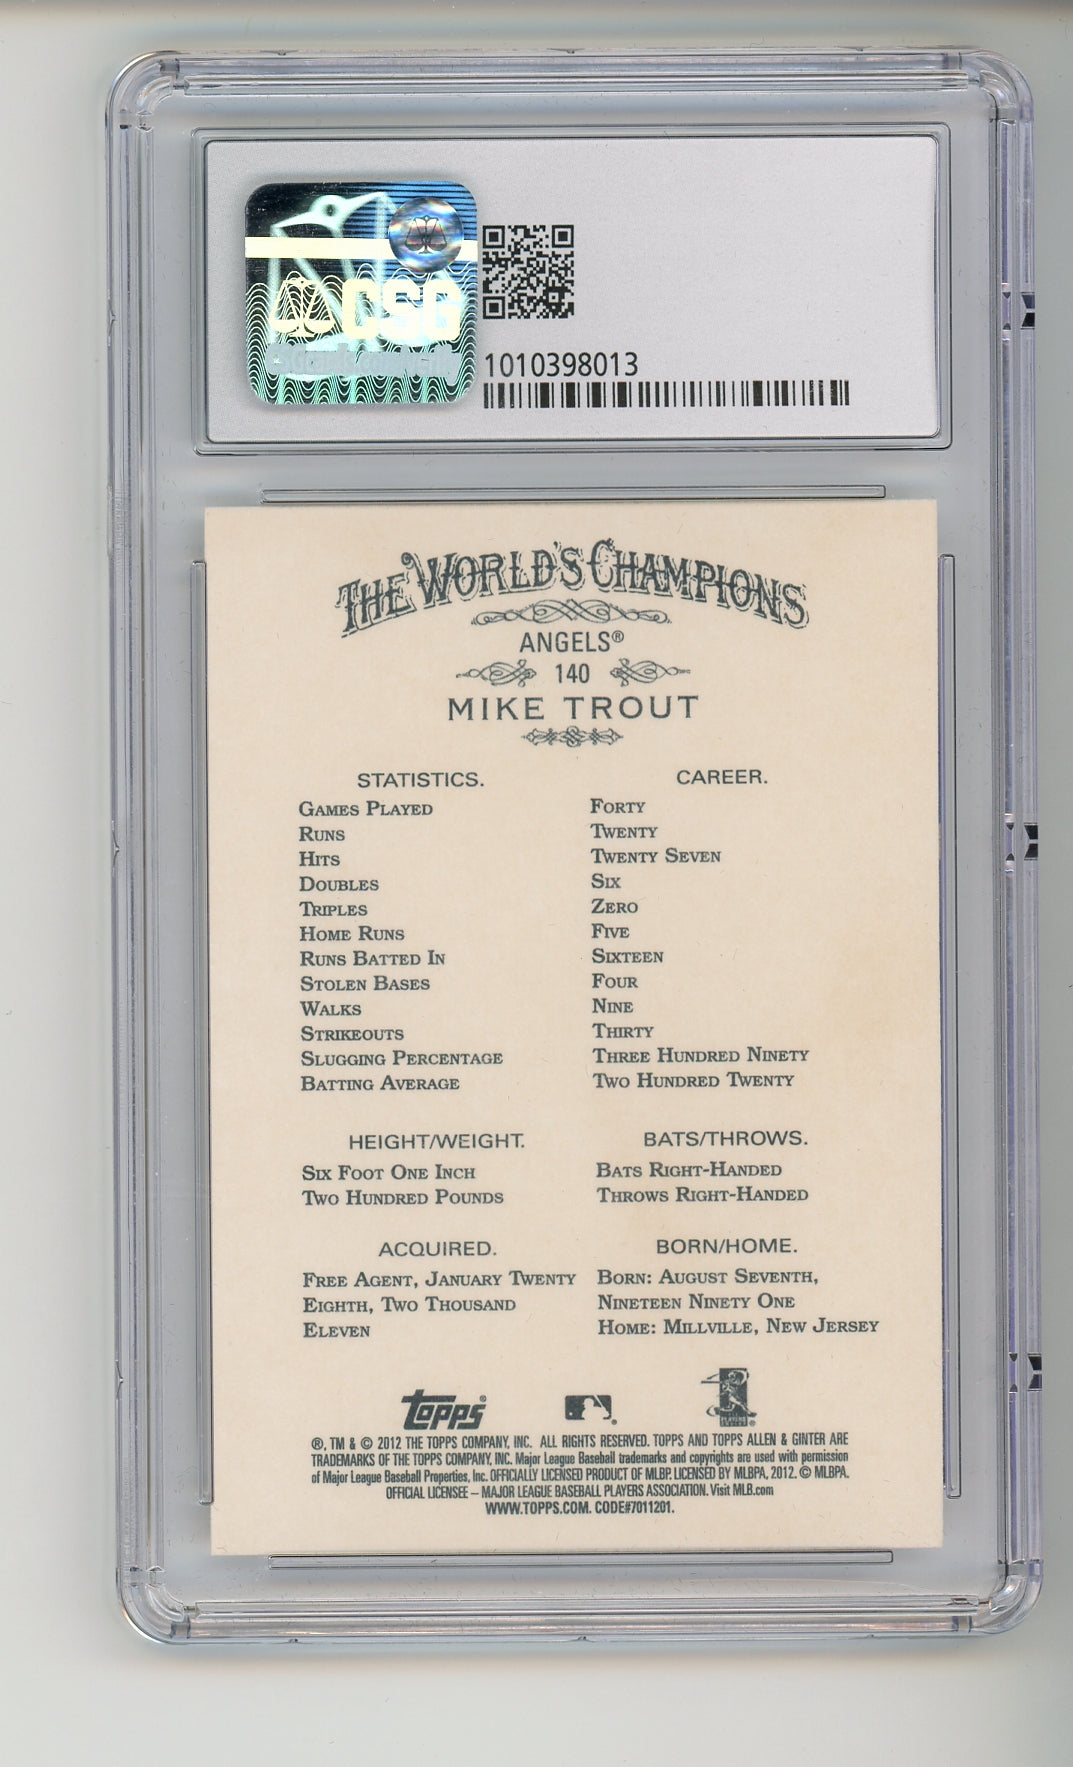 CSG
1010398013
THE WORLD'S CHAMPIONS
ANGELS®
140
MIKE TROUT
STATISTICS. CAREER.
GAMES PLAYED FORTY
RUNS TWENTY
HITS TWENTY SEVEN
DOUBLES SIX
TRIPLES ZERO
HOME RUNS FIVE
RUNS BATTED IN SIXTEEN
STOLEN BASES FOUR
WALKS NINE
STRIKEOUTS THIRTY
SLUGGING PERCENTAGE THREE HUNDRED NINETY
BATTING AVERAGE TWO HUNDRED TWENTY
HEIGHT/WEIGHT.
SIX FOOT ONE INCH
TWO HUNDRED POUNDS
BATS/THROWS.
BATS RIGHT-HANDED
THROWS RIGHT-HANDED
ACQUIRED.
FREE AGENT, JANUARY TWENTY
EIGHTH, TWO THOUSAND
ELEVEN
BORN/HOME.
BORN: AUGUST SEVENTH,
NINETEEN NINETY ONE
HOME: MILLVILLE, NEW JERSEY
topps®
®, TM & © 2012 THE TOPPS COMPANY, INC. ALL RIGHTS RESERVED. TOPPS AND TOPPS ALLEN & GINTER ARE
TRADEMARKS OF THE TOPPS COMPANY, INC. Major League Baseball trademarks and copyrights are used with permission
of Major League Baseball Properties, Inc. OFFICIALLY LICENSED PRODUCT OF MLBP. LICENSED BY MLBPA, 2012. © MLBPA.
OFFICIAL LICENSEE – MAJOR LEAGUE BASEBALL PLAYERS ASSOCIATION. Visit MLB.com
WWW.TOPPS.COM. CODE#7011201.